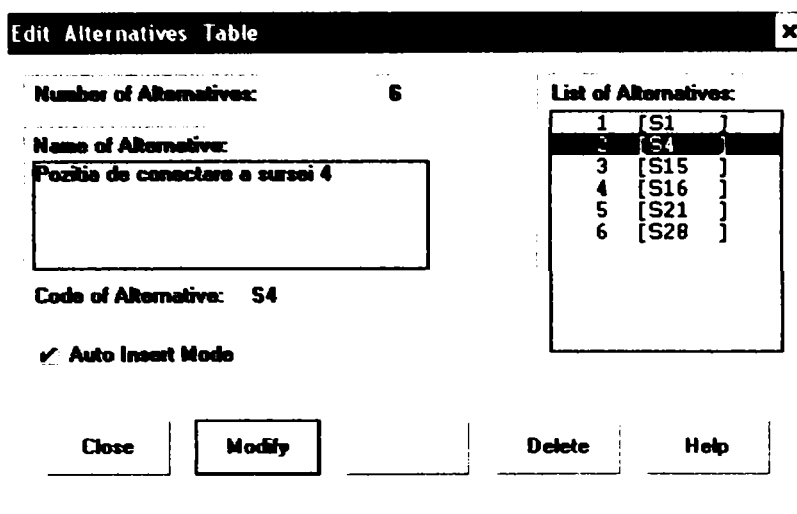 Edit Alternatives Table
Number of Alternatives: 6
Name of Alternative:
Pozitia de conectare a sursei 4
Code of Alternative: S4
✔ Auto Insert Mode
List of Alternatives:
1 [S1 ]
2 [S4 ]
3 [S15 ]
4 [S16 ]
5 [S21 ]
6 [S28 ]
Close Modify Delete Help